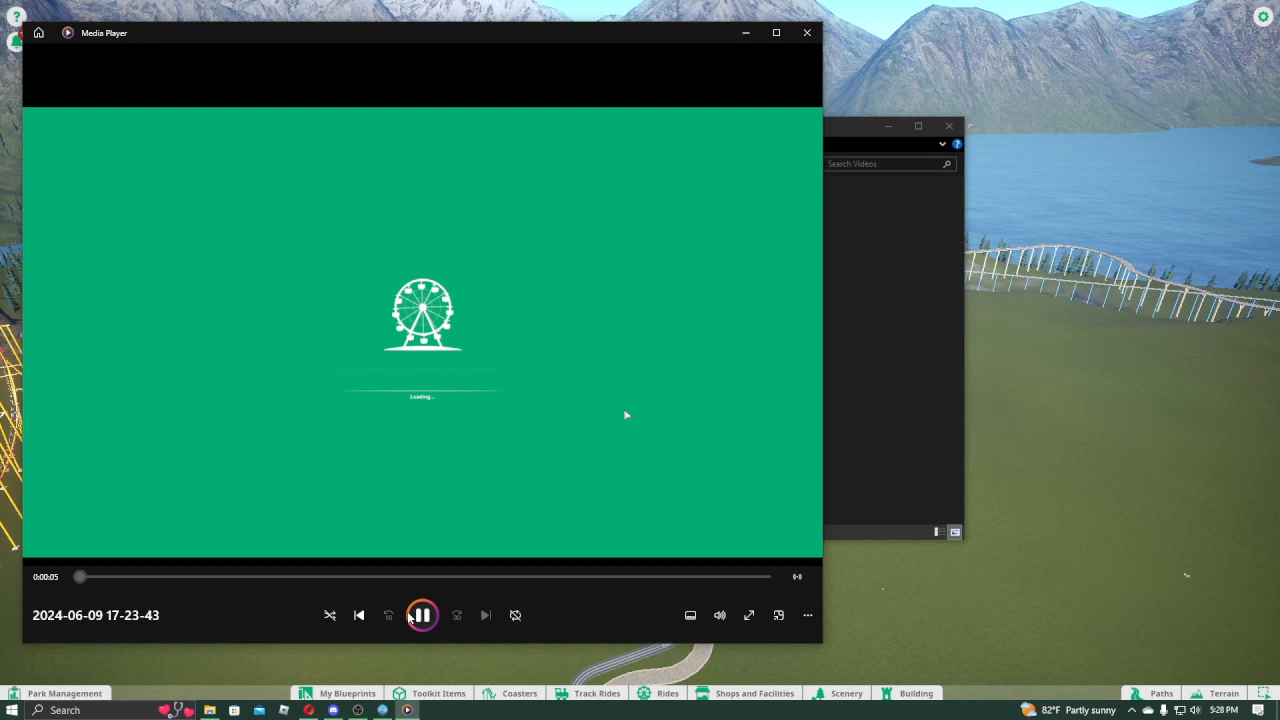 Media Player
Search Videos
Loading...
0:00:05
2024-06-09 17-23-43
10
30
Park Management
My Blueprints
Toolkit Items
Coasters
Track Rides
Rides
Shops and Facilities
Scenery
Building
Paths
Terrain
Search
82°F Partly sunny
5:28 PM